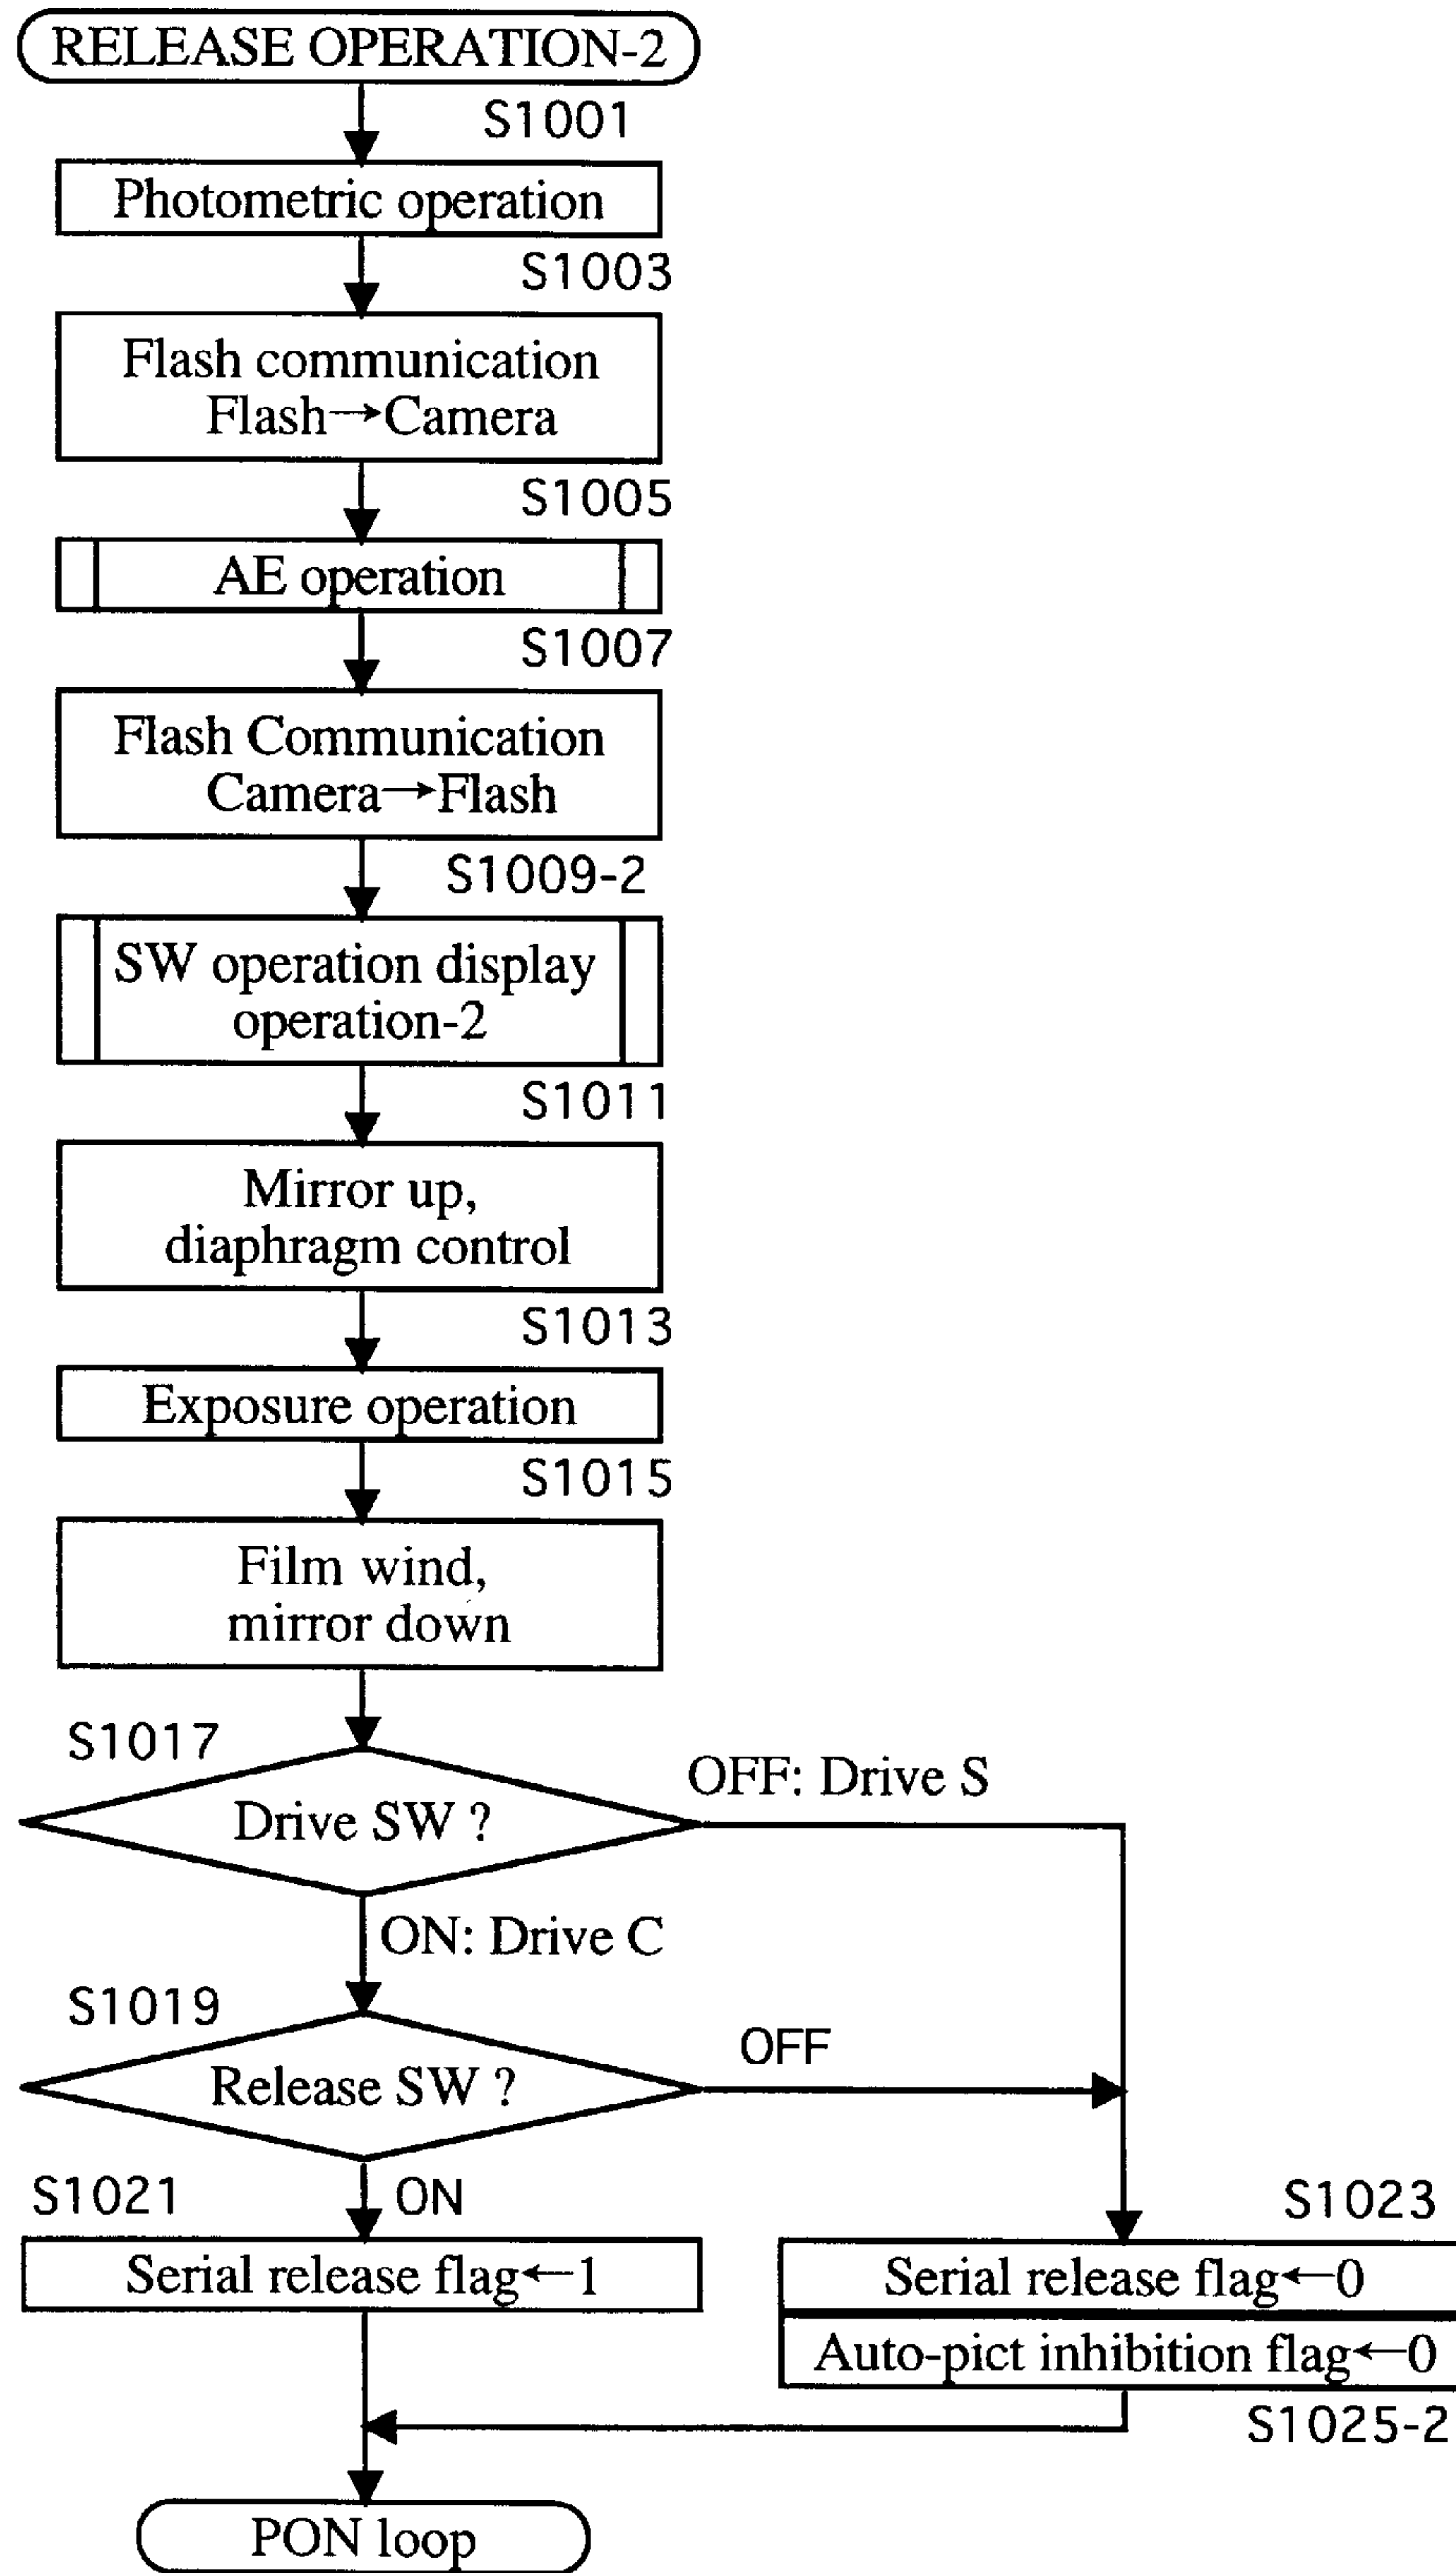 RELEASE OPERATION-2
S1001
Photometric operation
S1003
Flash communication
Flash→Camera
S1005
AE operation
S1007
Flash Communication
Camera→Flash
S1009-2
SW operation display
operation-2
S1011
Mirror up,
diaphragm control
S1013
Exposure operation
S1015
Film wind,
mirror down
S1017
OFF: Drive S
Drive SW ?
ON: Drive C
S1019
OFF
Release SW ?
S1021
ON
S1023
Serial release flag←1
Serial release flag←0
Auto-pict inhibition flag←0
S1025-2
PON loop